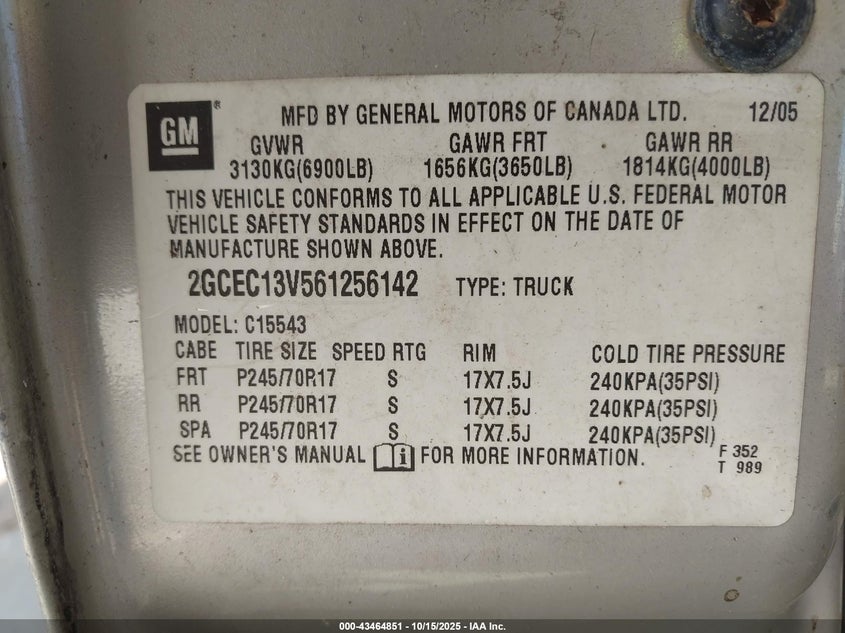 GM ® MFD BY GENERAL MOTORS OF CANADA LTD. 12/05
GVWR GAWR FRT GAWR RR
3130KG(6900LB) 1656KG(3650LB) 1814KG(4000LB)
THIS VEHICLE CONFORMS TO ALL APPLICABLE U.S. FEDERAL MOTOR
VEHICLE SAFETY STANDARDS IN EFFECT ON THE DATE OF
MANUFACTURE SHOWN ABOVE.
2GCEC13V561256142 TYPE: TRUCK
MODEL: C15543
CABE TIRE SIZE SPEED RTG RIM COLD TIRE PRESSURE
FRT P245/70R17 S 17X7.5J 240KPA(35PSI)
RR P245/70R17 S 17X7.5J 240KPA(35PSI)
SPA P245/70R17 S 17X7.5J 240KPA(35PSI)
SEE OWNER'S MANUAL i FOR MORE INFORMATION. F 352
T 989
000-43464851 - 10/15/2025 - IAA Inc.